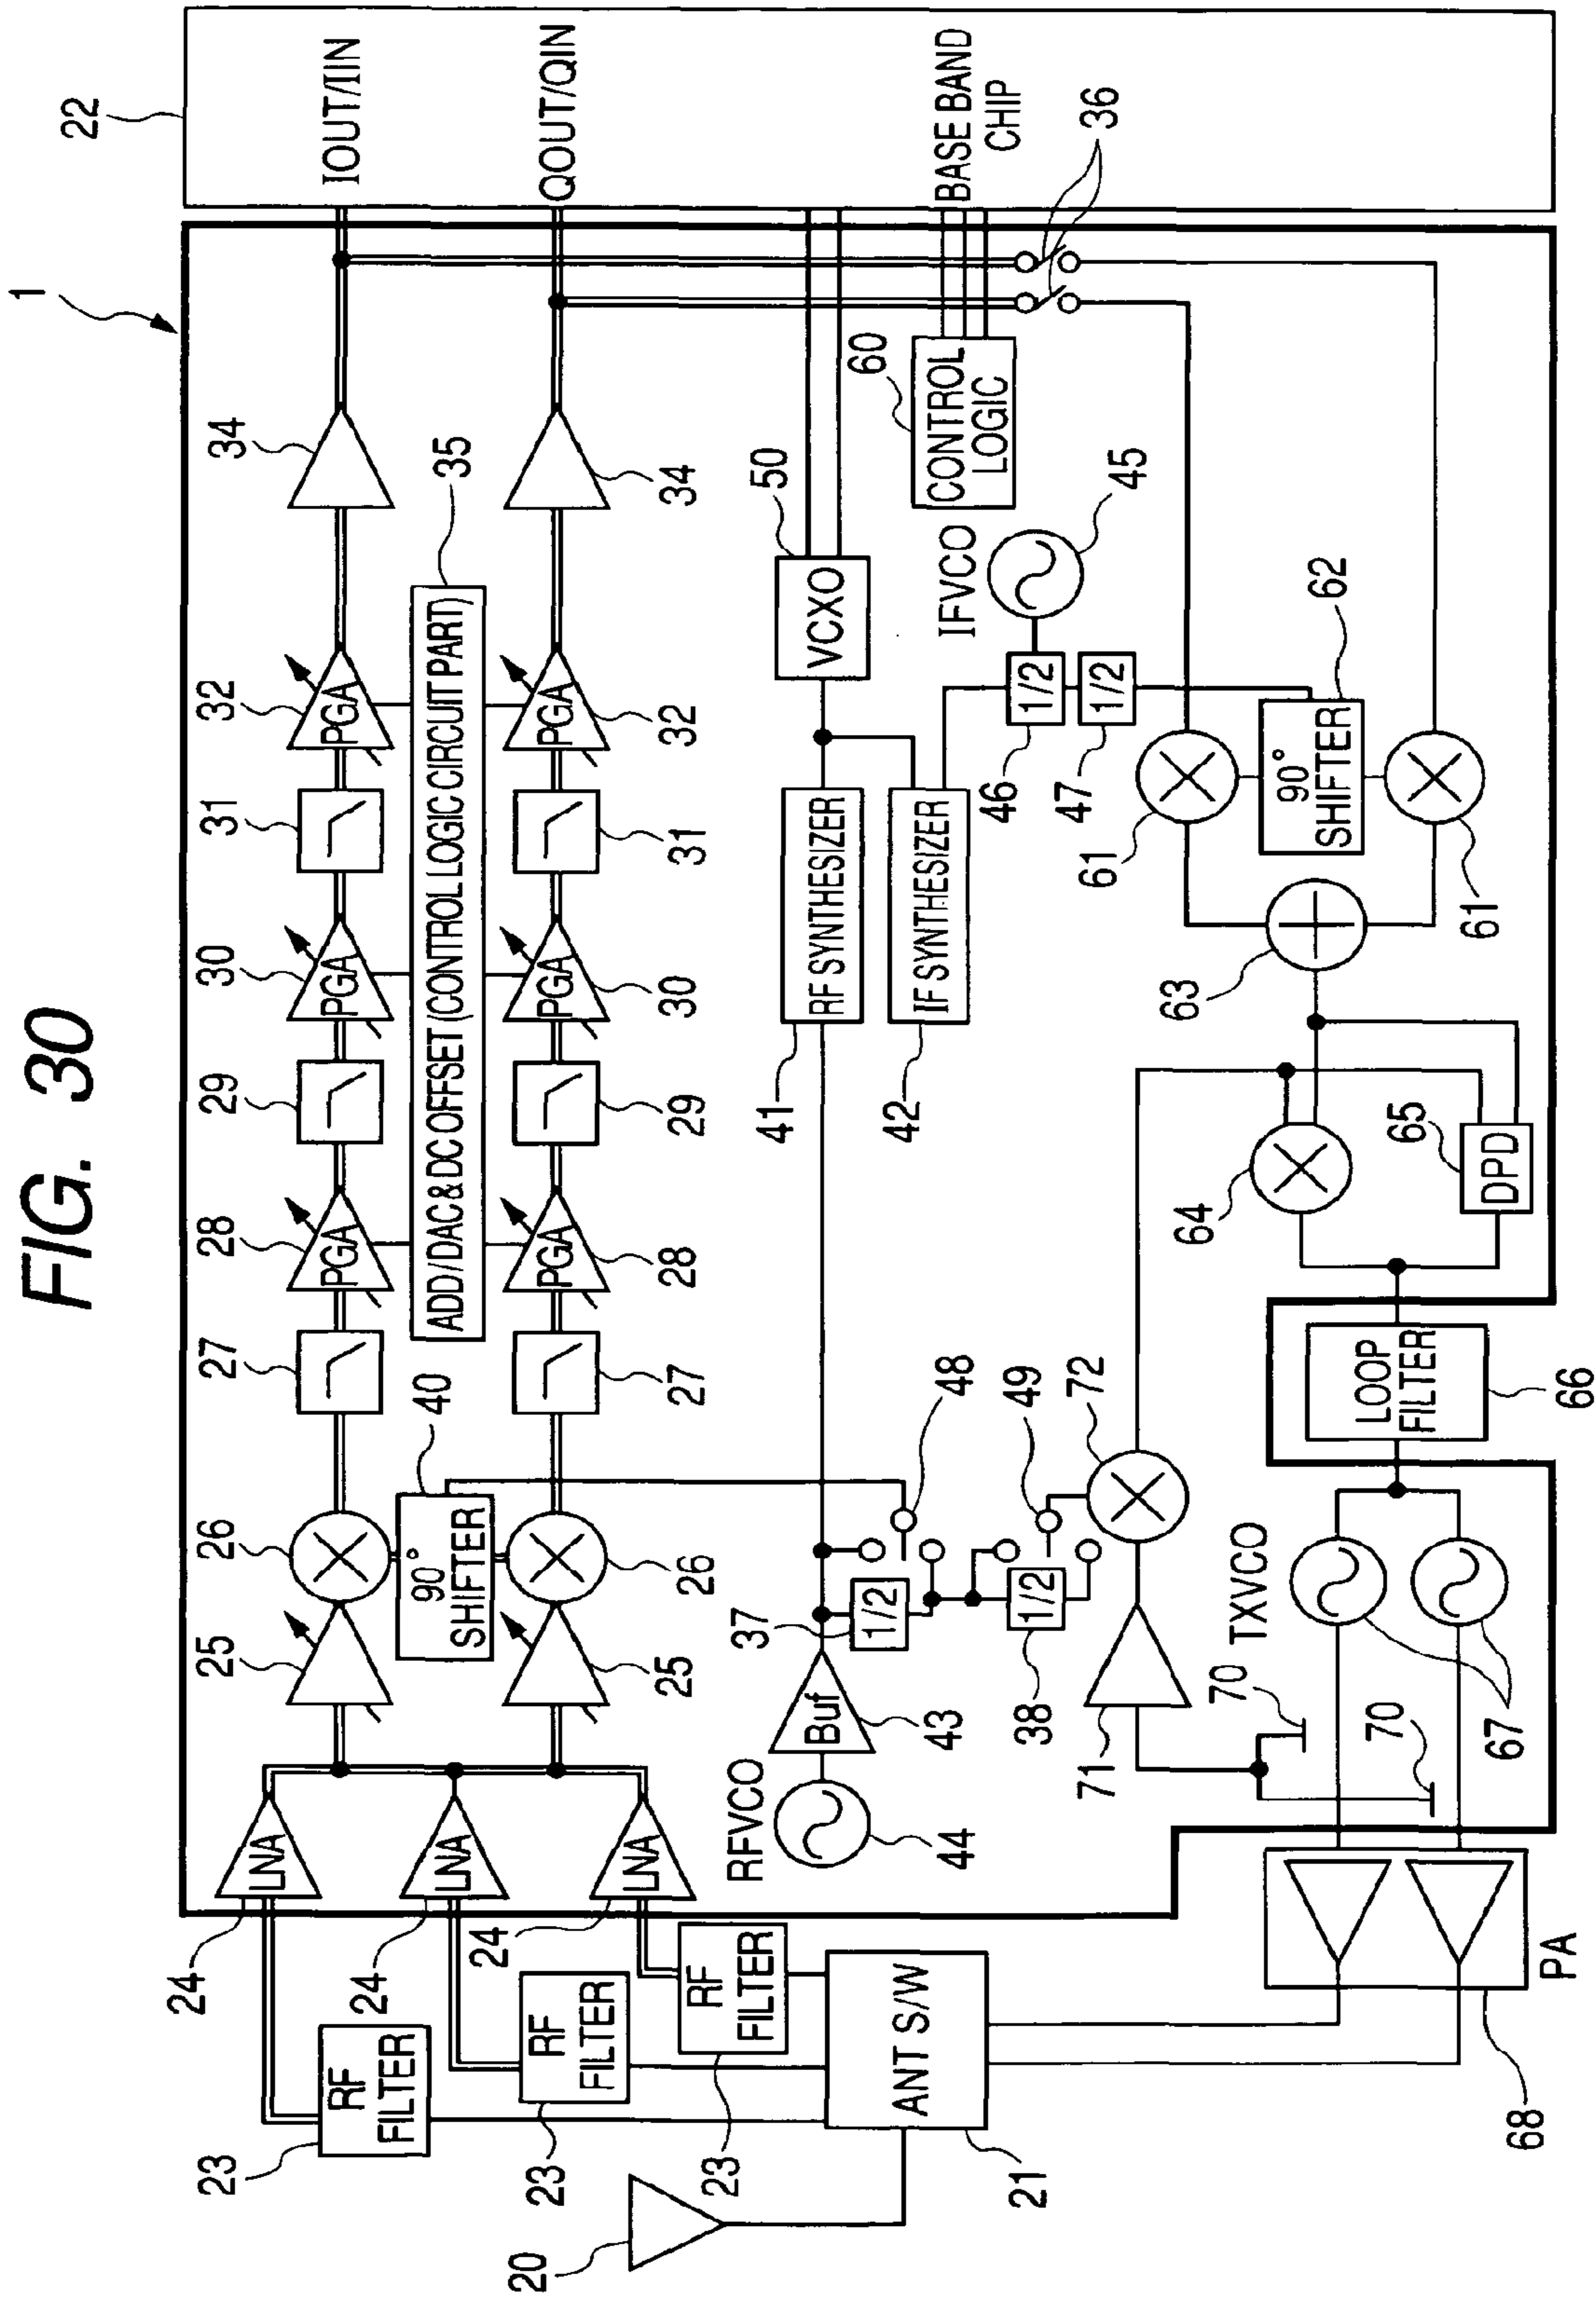 FIG. 30
1
22
IOUT/IIN
QOUT/QIN
BASE BAND
CHIP
36
24
LNA
24
LNA
24
LNA
25
25
26
26
40
90°
SHIFTER
27
27
28
PGA
PGA
28
29
29
30
PGA
PGA
30
31
31
32
PGA
PGA
32
34
34
35
ADD/DAC & DC OFFSET (CONTROL LOGIC CIRCUIT PART)
23
RF
FILTER
23
RF
FILTER
23
RF
FILTER
20
21
ANT S/W
RFVCO
44
Buf
43
37
1/2
48
38
1/2
49
72
71
41
RF SYNTHESIZER
42
IF SYNTHESIZER
50
VCXO
60
CONTROL
LOGIC
IFVCO
45
46
1/2
47
1/2
61
62
90°
SHIFTER
61
63
64
65
DPD
LOOP
FILTER
66
TXVCO
67
70
70
PA
68